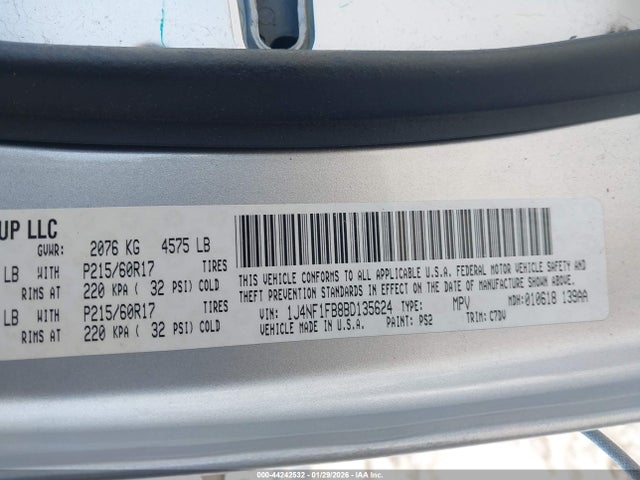 UP LLC
GVWR: 2076 KG 4575 LB
LB WITH P215/60R17 TIRES
RIMS AT 220 KPA ( 32 PSI) COLD
LB WITH P215/60R17 TIRES
RIMS AT 220 KPA ( 32 PSI) COLD
THIS VEHICLE CONFORMS TO ALL APPLICABLE U.S.A. FEDERAL MOTOR VEHICLE SAFETY AND
THEFT PREVENTION STANDARDS IN EFFECT ON THE DATE OF MANUFACTURE SHOWN ABOVE.
VIN: 1J4NF1FB8BD135624 TYPE: MPV MDH: 010618 139AA
VEHICLE MADE IN U.S.A. PAINT: PS2 TRIM: C7DV
000-44242532 - 01/29/2026 - IAAI.COM